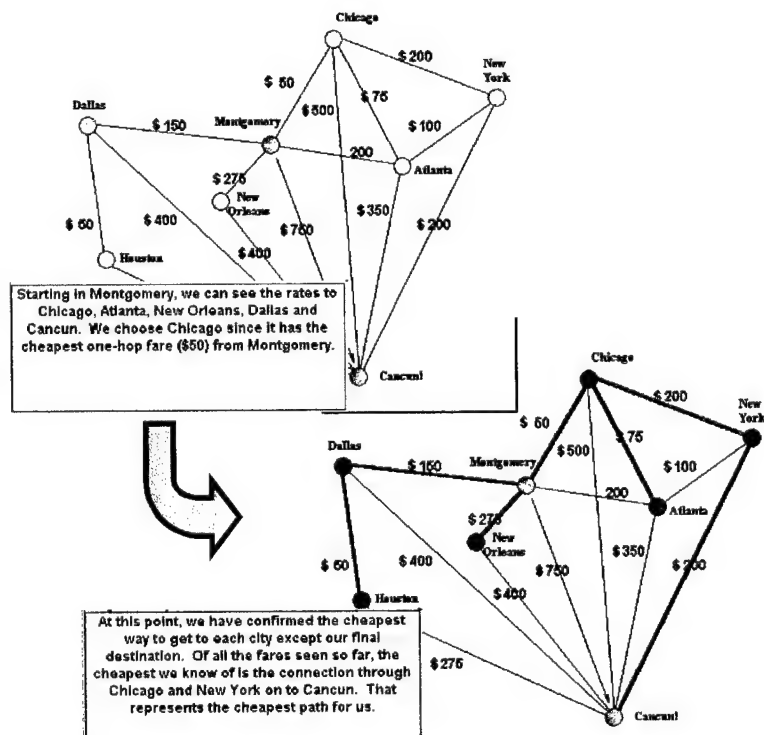 Chicago
$ 200
New
York
$ 50
$ 75
Dallas
$ 500
Montgomery
$ 150
$ 100
200
Atlanta
$ 275
New
Orleans
$ 350
$ 50
$ 400
$ 750
$ 200
$ 400
Houston
Starting in Montgomery, we can see the rates to
Chicago, Atlanta, New Orleans, Dallas and
Cancun. We choose Chicago since it has the
cheapest one-hop fare ($50) from Montgomery.
Cancun!
Chicago
$ 200
New
York
$ 50
$ 75
Dallas
$ 500
Montgomery
$ 150
$ 100
200
Atlanta
$ 275
New
Orleans
$ 350
$ 50
$ 400
$ 750
$ 200
$ 400
Houston
At this point, we have confirmed the cheapest
way to get to each city except our final
destination. Of all the fares seen so far, the
cheapest we know of is the connection through
Chicago and New York on to Cancun. That
represents the cheapest path for us.
$ 275
Cancun!